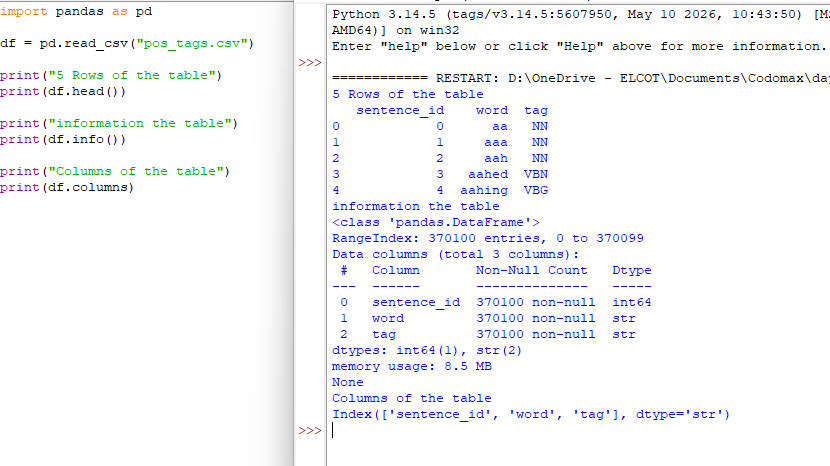 import pandas as pd
df = pd.read_csv("pos_tags.csv")
print("5 Rows of the table")
print(df.head())
print("information the table")
print(df.info())
print("Columns of the table")
print(df.columns)
Python 3.14.5 (tags/v3.14.5:5607950, May 10 2026, 10:43:50) [M
AMD64)] on win32
Enter "help" below or click "Help" above for more information.
>>>
============ RESTART: D:\OneDrive - ELCOT\Documents\Codomax\da
5 Rows of the table
   sentence_id    word  tag
0            0      aa   NN
1            1     aaa   NN
2            2     aah   NN
3            3   aahed  VBN
4            4  aahing  VBG
information the table
<class 'pandas.DataFrame'>
RangeIndex: 370100 entries, 0 to 370099
Data columns (total 3 columns):
 #   Column       Non-Null Count   Dtype
---  ------       --------------   -----
 0   sentence_id  370100 non-null  int64
 1   word         370100 non-null  str
 2   tag          370100 non-null  str
dtypes: int64(1), str(2)
memory usage: 8.5 MB
None
Columns of the table
Index(['sentence_id', 'word', 'tag'], dtype='str')
>>>